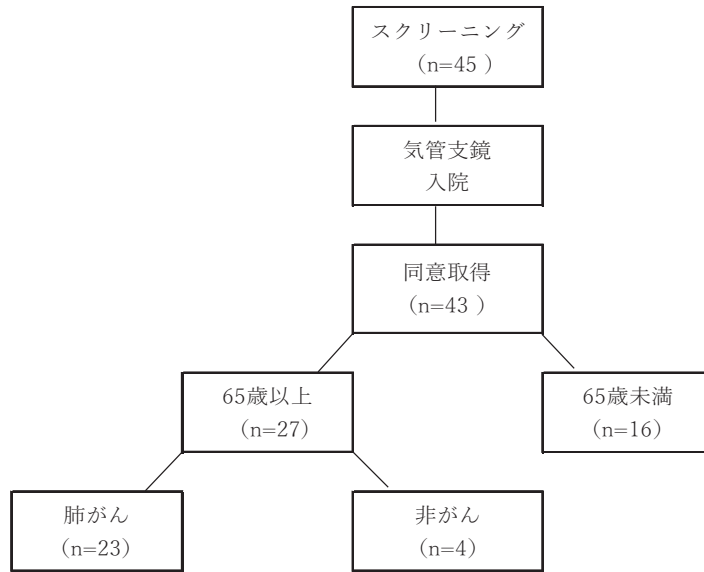 スクリーニング
(n=45 )
気管支鏡
入院
同意取得
(n=43 )
65歳以上
(n=27)
65歳未満
(n=16)
肺がん
(n=23)
非がん
(n=4)